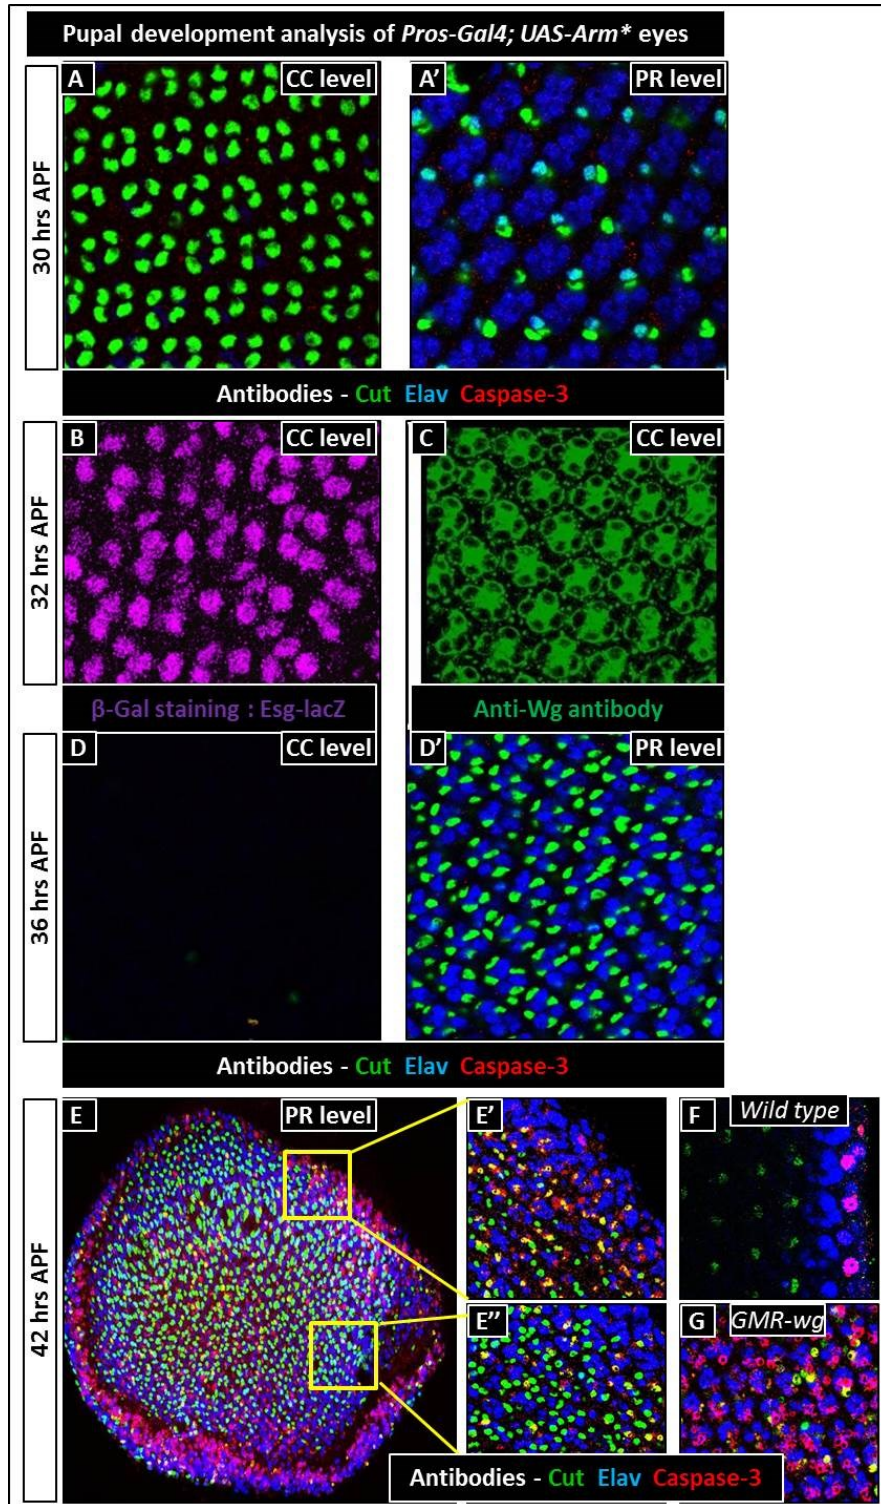 Pupal development analysis of Pros-Gal4; UAS-Arm* eyes
30 hrs APF
A CC level
A' PR level
Antibodies - Cut Elav Caspase-3
32 hrs APF
B CC level
C CC level
β-Gal staining : Esg-lacZ
Anti-Wg antibody
36 hrs APF
D CC level
D' PR level
Antibodies - Cut Elav Caspase-3
42 hrs APF
E PR level
E'
F Wild type
E''
G GMR-wg
Antibodies - Cut Elav Caspase-3